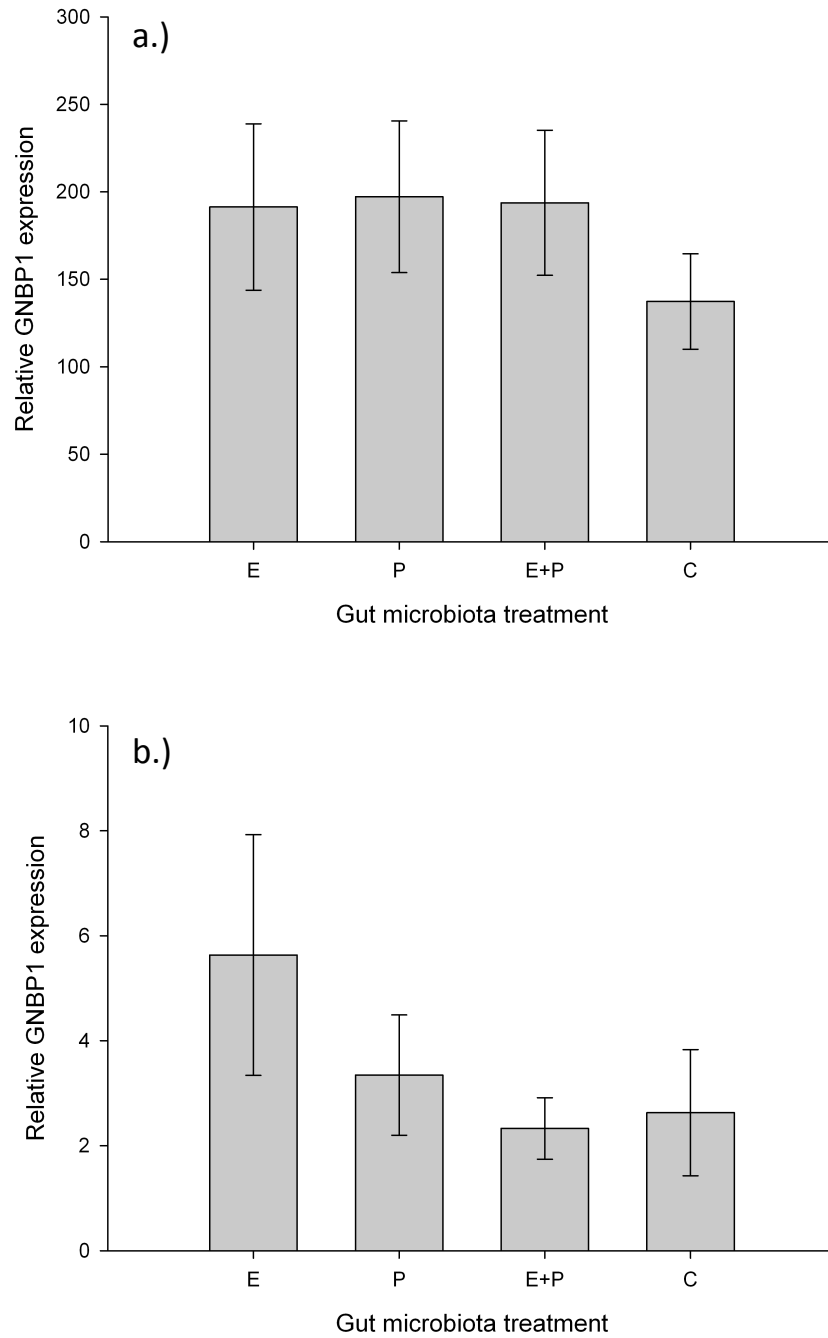 a.)
300
250
200
150
100
50
0
Relative GNBP1 expression
E P E+P C
Gut microbiota treatment
b.)
10
8
6
4
2
0
Relative GNBP1 expression
E P E+P C
Gut microbiota treatment